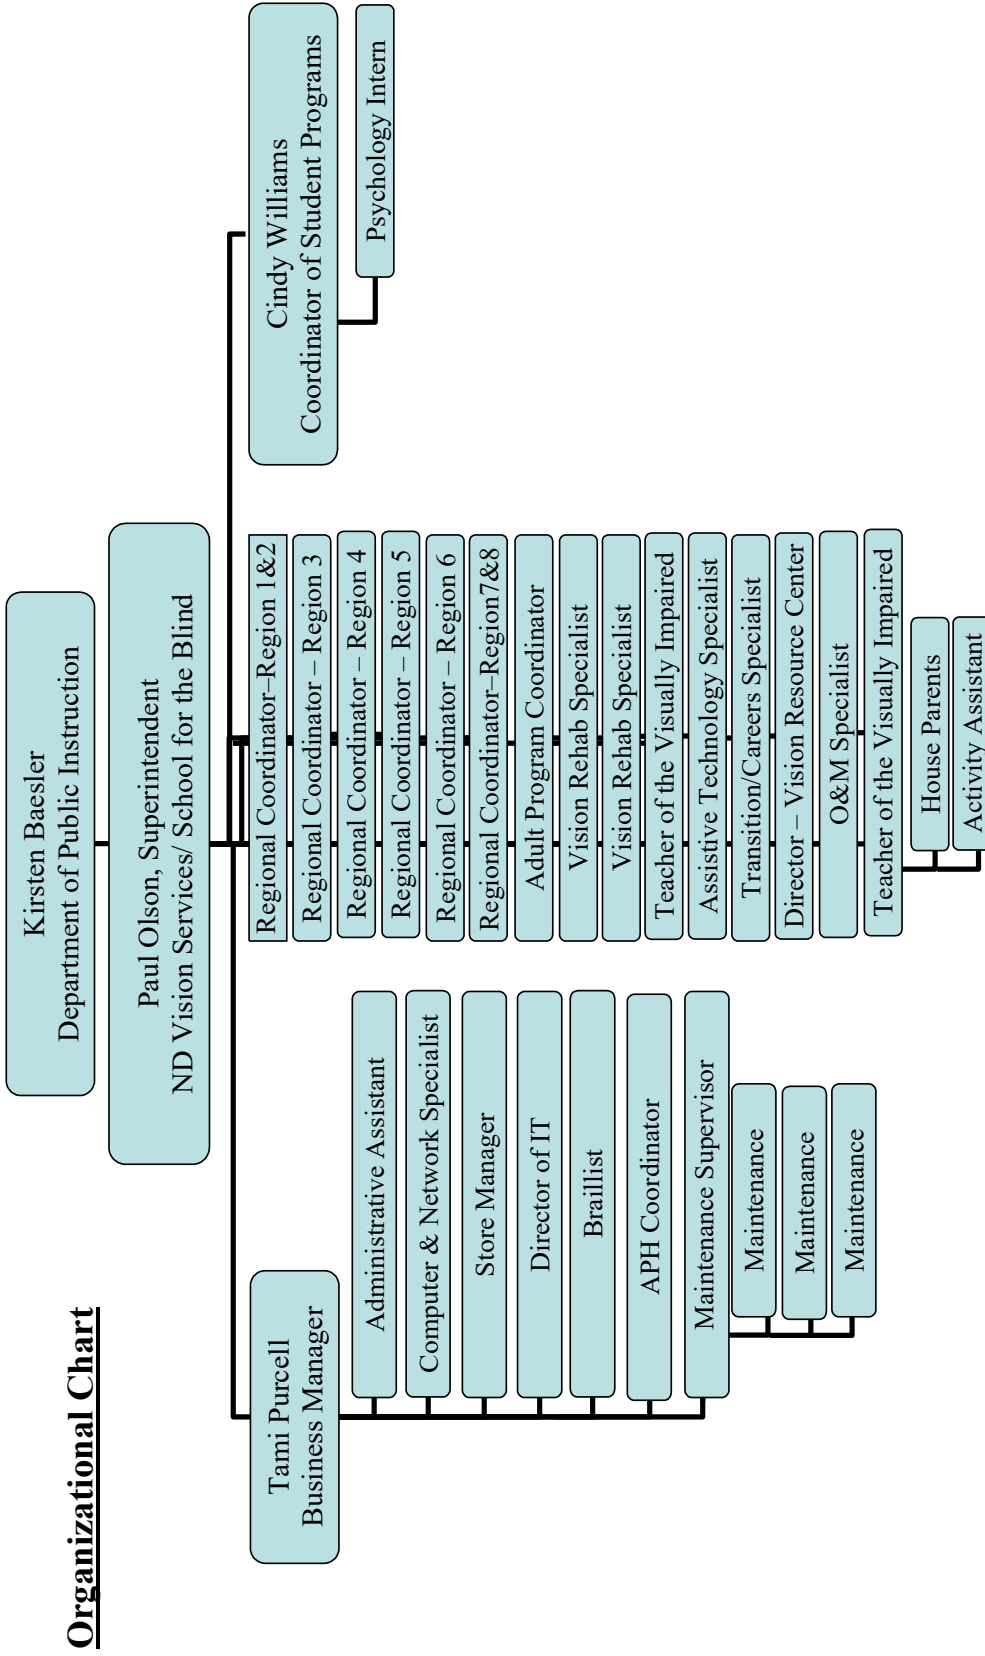 Organizational Chart
Kirsten Baesler
Department of Public Instruction
Paul Olson, Superintendent
ND Vision Services/ School for the Blind
Tami Purcell
Business Manager
Administrative Assistant
Computer & Network Specialist
Store Manager
Director of IT
Braillist
APH Coordinator
Maintenance Supervisor
Maintenance
Maintenance
Maintenance
Regional Coordinator–Region 1&2
Regional Coordinator – Region 3
Regional Coordinator – Region 4
Regional Coordinator – Region 5
Regional Coordinator – Region 6
Regional Coordinator–Region7&8
Adult Program Coordinator
Vision Rehab Specialist
Vision Rehab Specialist
Teacher of the Visually Impaired
Assistive Technology Specialist
Transition/Careers Specialist
Director – Vision Resource Center
O&M Specialist
Teacher of the Visually Impaired
House Parents
Activity Assistant
Cindy Williams
Coordinator of Student Programs
Psychology Intern